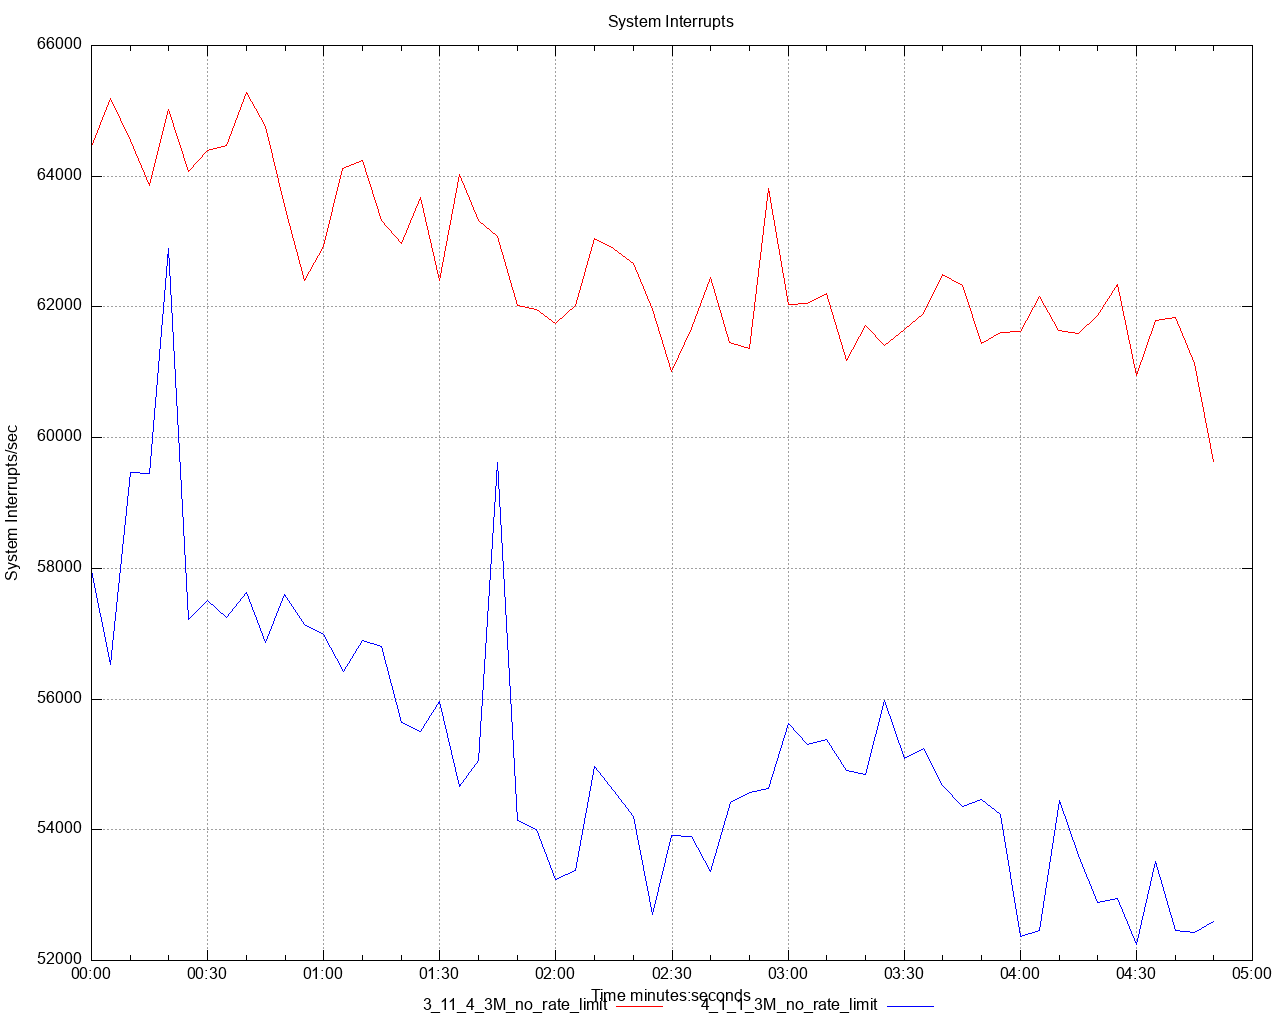 System Interrupts
66000
64000
62000
60000
58000
56000
54000
52000
System Interrupts/sec
00:00 00:30 01:00 01:30 02:00 02:30 03:00 03:30 04:00 04:30 05:00
Time minutes:seconds
3_11_4_3M_no_rate_limit 4_1_1_3M_no_rate_limit